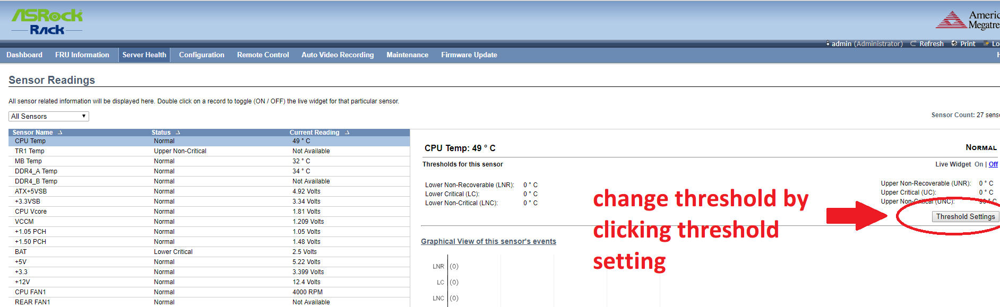 ASRock
Rack
Americ
Megatre
admin (Administrator) Refresh Print Lo
Dashboard FRU Information Server Health Configuration Remote Control Auto Video Recording Maintenance Firmware Update H
Sensor Readings
All sensor related information will be displayed here. Double click on a record to toggle (ON / OFF) the live widget for that particular sensor.
All Sensors
Sensor Count: 27 senso
Sensor Name Status Current Reading
CPU Temp Normal 49 ° C
TR1 Temp Upper Non-Critical Not Available
MB Temp Normal 32 ° C
DDR4_A Temp Normal 34 ° C
DDR4_B Temp Normal Not Available
ATX+5VSB Normal 4.92 Volts
+3.3VSB Normal 3.34 Volts
CPU Vcore Normal 1.81 Volts
VCCM Normal 1.209 Volts
+1.05 PCH Normal 1.05 Volts
+1.50 PCH Normal 1.48 Volts
BAT Lower Critical 2.5 Volts
+5V Normal 5.22 Volts
+3.3 Normal 3.399 Volts
+12V Normal 12.4 Volts
CPU FAN1 Normal 4000 RPM
REAR FAN1 Normal Not Available
CPU Temp: 49 ° C NORMAL
Thresholds for this sensor Live Widget On | Off
Lower Non-Recoverable (LNR): 0 ° C
Lower Critical (LC): 0 ° C
Lower Non-Critical (LNC): 0 ° C
Upper Non-Recoverable (UNR): 0 ° C
Upper Critical (UC): 0 ° C
Upper Non-Critical (UNC): 90 ° C
Threshold Settings
change threshold by
clicking threshold
setting
Graphical View of this sensor's events
LNR (0)
LC (0)
LNC (0)